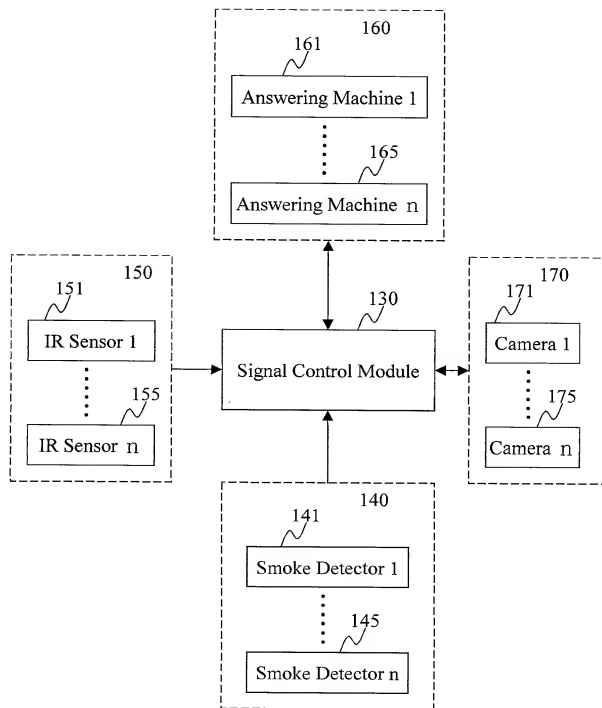 160
161
Answering Machine 1
165
Answering Machine n
150
151
IR Sensor 1
155
IR Sensor n
130
Signal Control Module
170
171
Camera 1
175
Camera n
140
141
Smoke Detector 1
145
Smoke Detector n